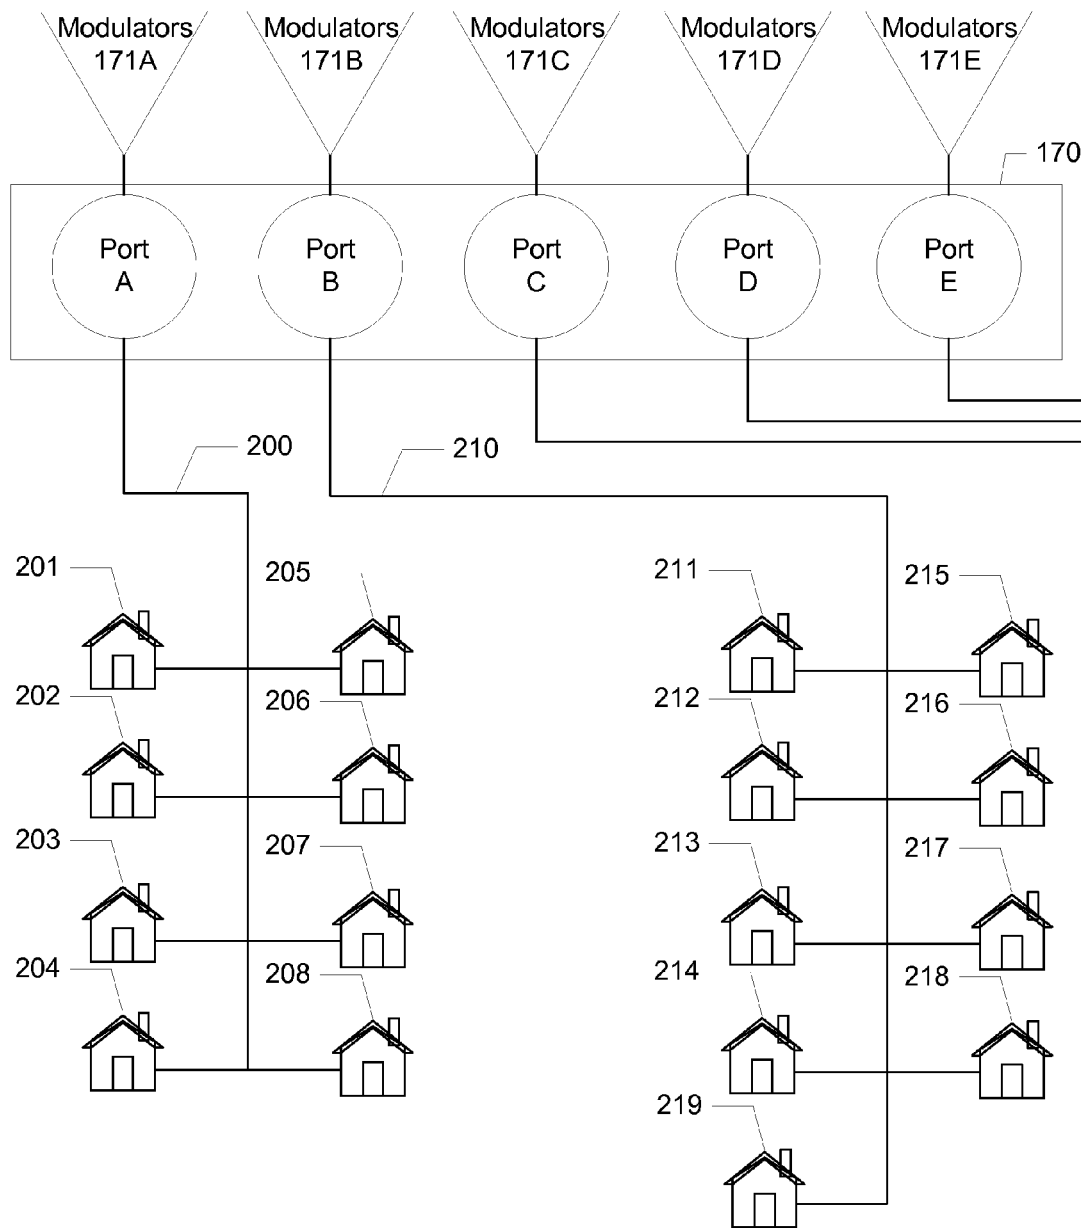 Modulators
171A
Modulators
171B
Modulators
171C
Modulators
171D
Modulators
171E
170
Port
A
Port
B
Port
C
Port
D
Port
E
200
210
201
205
211
215
202
206
212
216
203
207
213
217
204
208
214
218
219